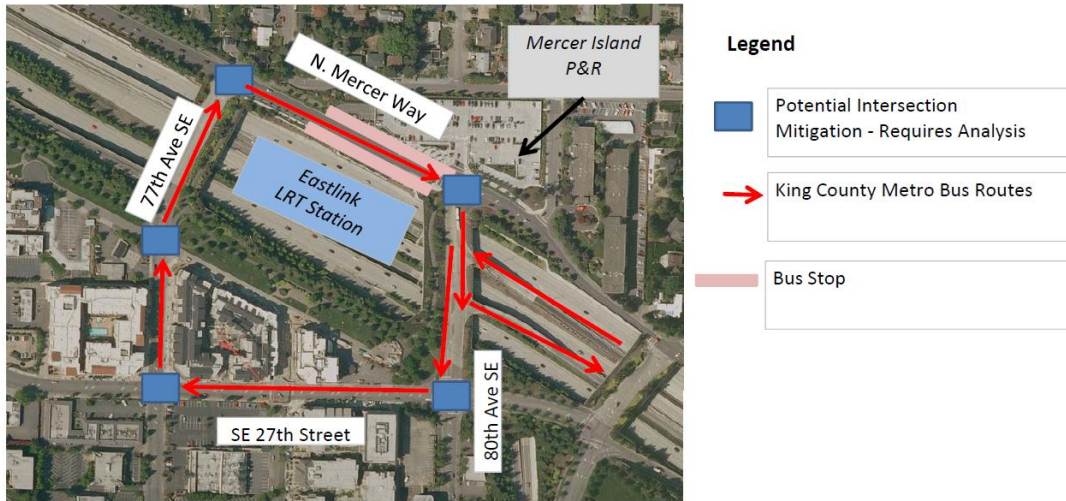 Mercer Island
P&R
N. Mercer Way
77th Ave SE
Eastlink
LRT Station
SE 27th Street
80th Ave SE
Legend
Potential Intersection
Mitigation - Requires Analysis
King County Metro Bus Routes
Bus Stop